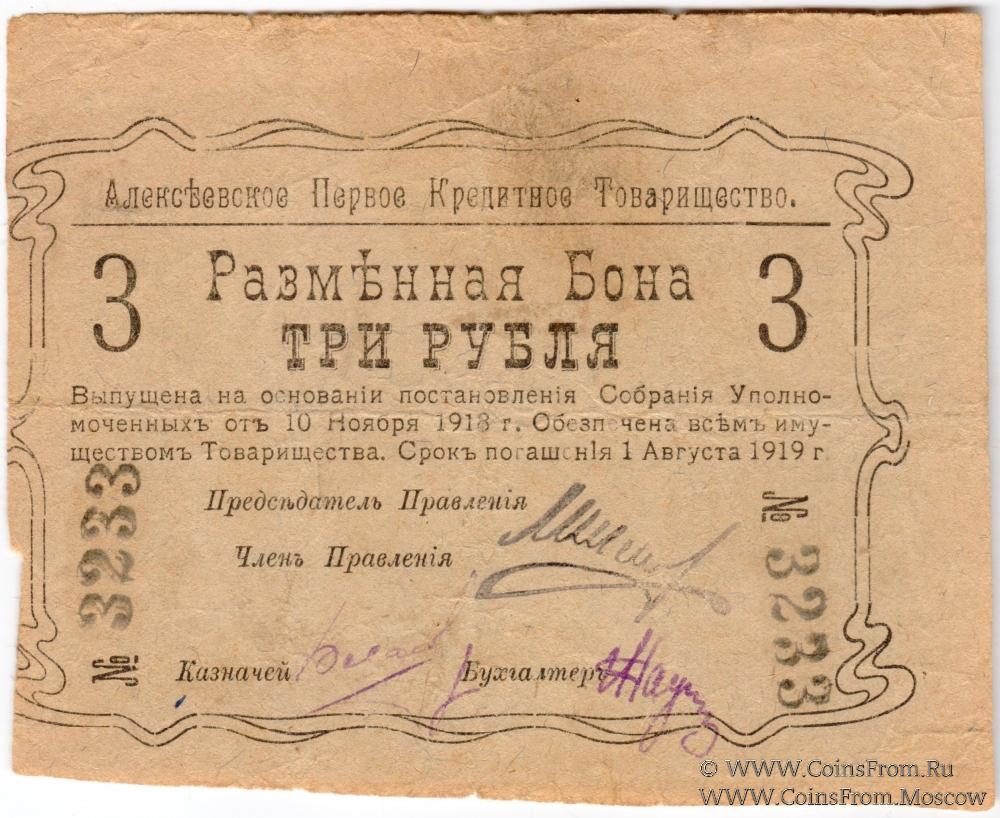 Алексѣевское Первое Кредитное Товарищество.
3 Размѣнная Бона 3
ТРИ РУБЛЯ
Выпущена на основаніи постановленія Собранія Уполно-
моченныхъ отъ 10 Ноября 1918 г. Обезпечена всѣмъ иму-
ществомъ Товарищества. Срокъ погашенія 1 Августа 1919 г.
Предсѣдатель Правленія
Членъ Правленія
Казначей Бухгалтеръ
№ 3233
№ 3233
© WWW.CoinsFrom.Ru
WWW.CoinsFrom.Moscow